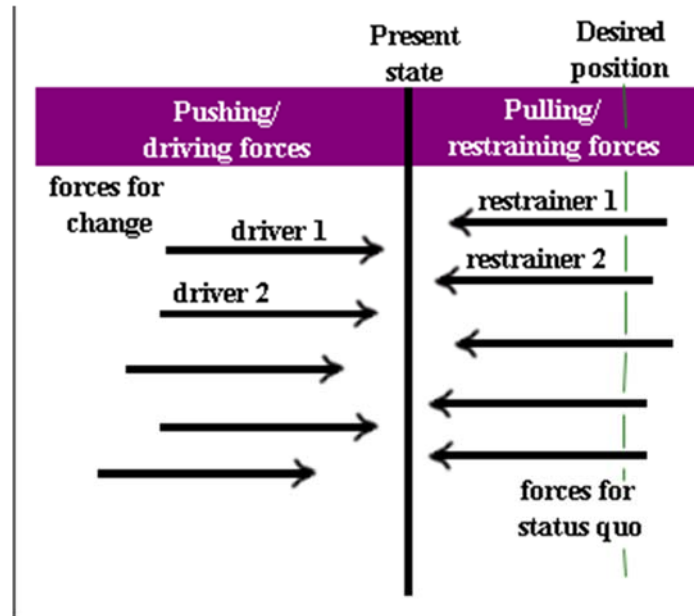 Present
state
Desired
position
Pushing/
driving forces
Pulling/
restraining forces
forces for
change
driver 1
restrainer 1
driver 2
restrainer 2
forces for
status quo